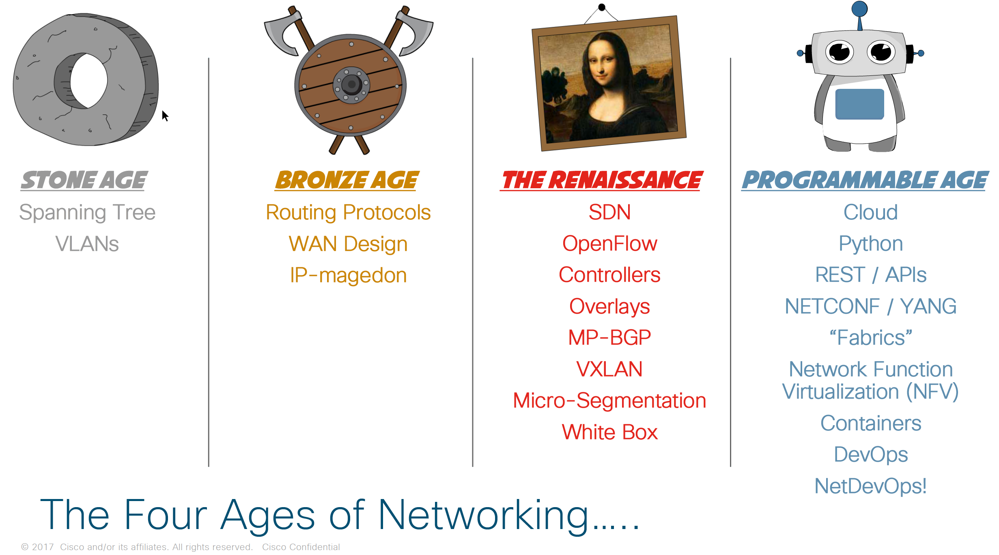 STONE AGE
Spanning Tree
VLANs
BRONZE AGE
Routing Protocols
WAN Design
IP-magedon
THE RENAISSANCE
SDN
OpenFlow
Controllers
Overlays
MP-BGP
VXLAN
Micro-Segmentation
White Box
PROGRAMMABLE AGE
Cloud
Python
REST / APIs
NETCONF / YANG
“Fabrics”
Network Function
Virtualization (NFV)
Containers
DevOps
NetDevOps!
The Four Ages of Networking.....
© 2017 Cisco and/or its affiliates. All rights reserved. Cisco Confidential